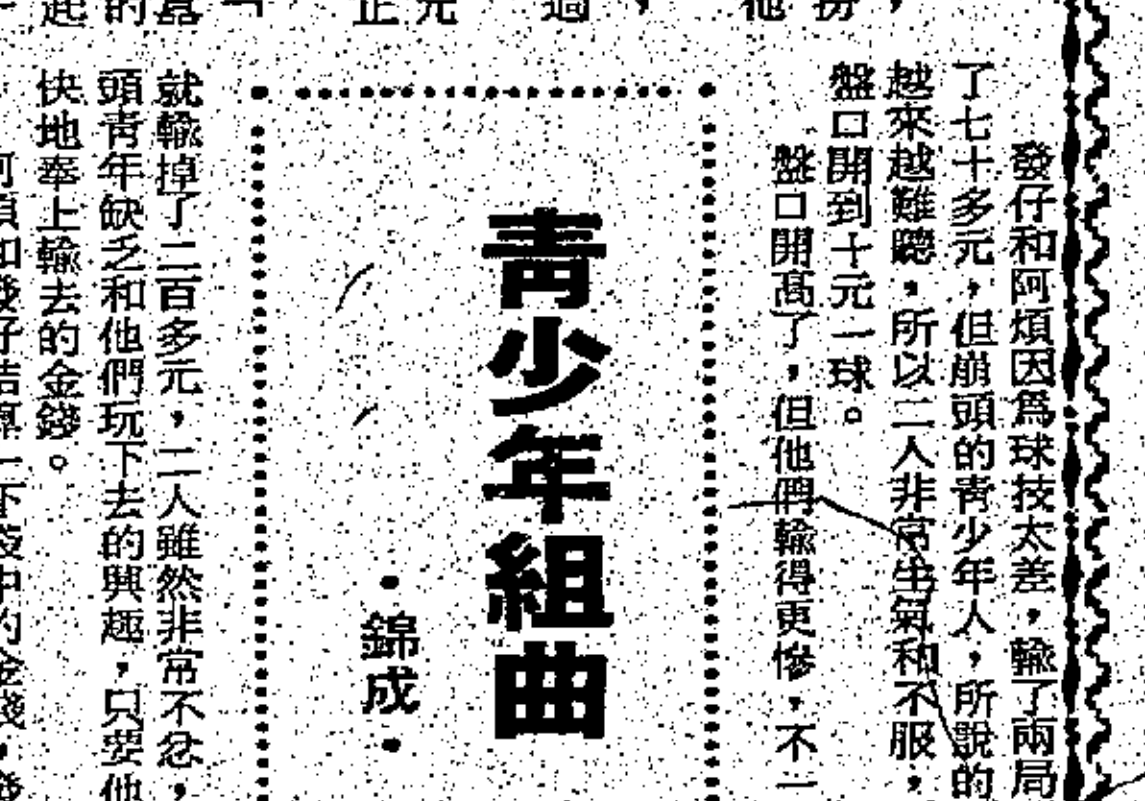 發仔和阿煩因爲球技太差，輸了兩局
了七十多元，但崩頭的靑少年人，所說的
越來越難聽，所以二人非常生氣和不服，
盤口開到十元一球。
盤口開高了，但他們輸得更慘，不一
靑少年組曲
•錦成•
就輸掉了二百多元，二人雖然非常不忿，
頭靑年缺乏和他們玩下去的興趣，只要他
快地奉上輸去的金錢。